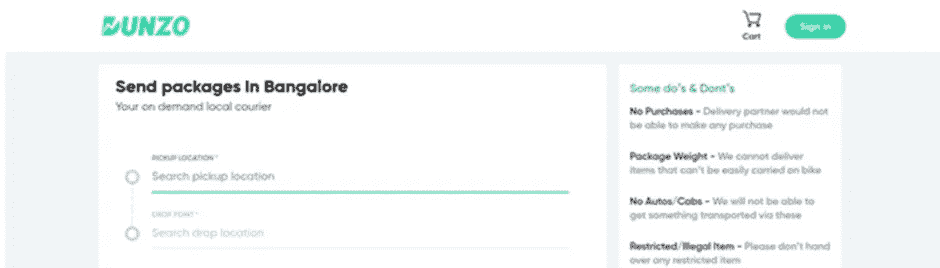 DUNZO
Cart
Sign in
Send packages In Bangalore
Your on demand local courier
PICKUP LOCATION *
Search pickup location
DROP POINT *
Search drop location
Some do's & Dont's
No Purchases - Delivery partner would not
be able to make any purchase
Package Weight - We cannot deliver
items that can't be easily carried on bike
No Autos/Cabs - We will not be able to
get something transported via these
Restricted/Illegal Item - Please don't hand
over any restricted item